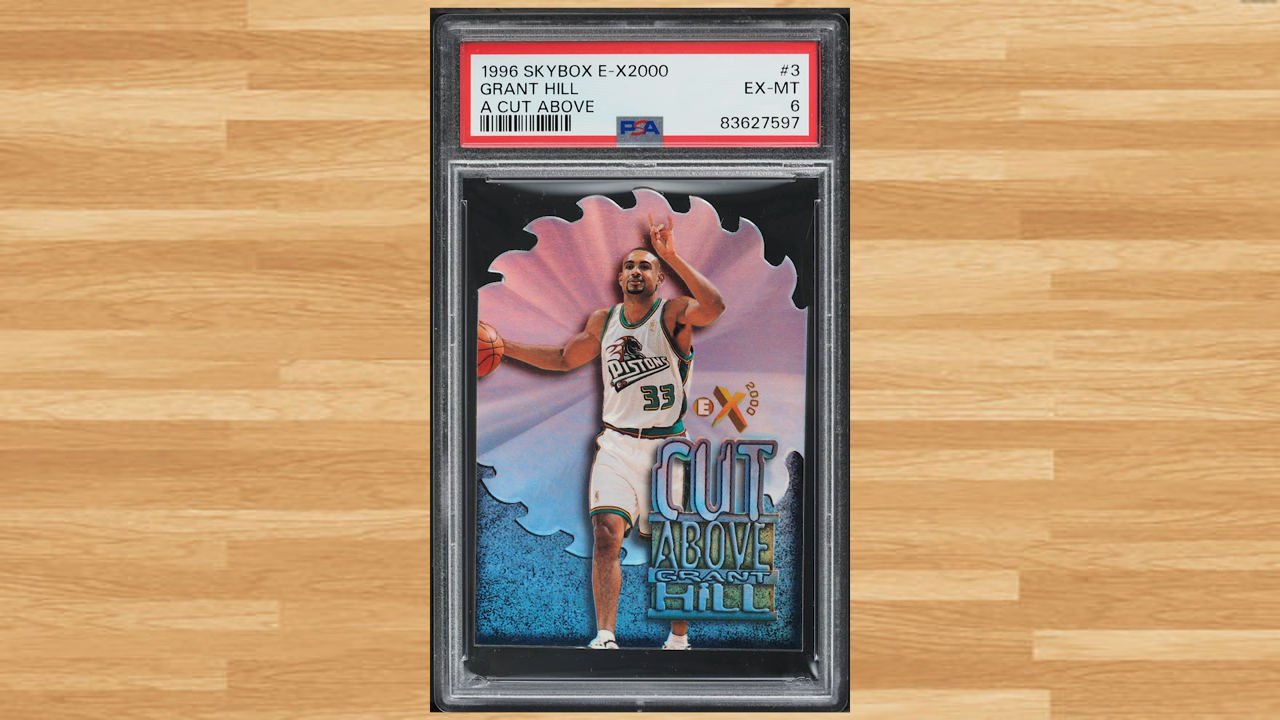 1996 SKYBOX E-X2000 #3
GRANT HILL EX-MT
A CUT ABOVE 6
PSA 83627597
PISTONS
33
EX 2000
CUT
ABOVE
GRANT
HILL